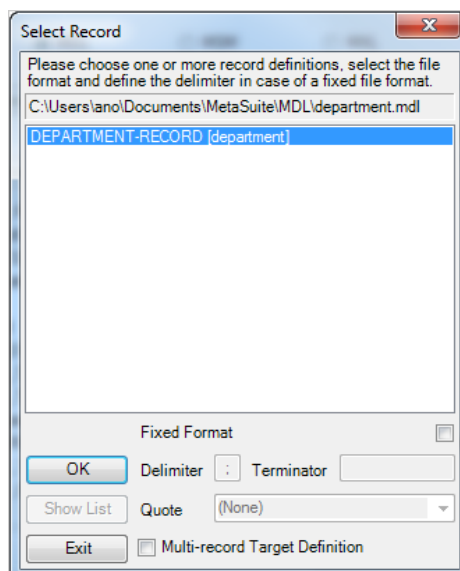 Select Record
Please choose one or more record definitions, select the file
format and define the delimiter in case of a fixed file format.
C:\Users\ano\Documents\MetaSuite\MDL\department.mdl
DEPARTMENT-RECORD [department]
Fixed Format
OK Delimiter ; Terminator
Show List Quote (None)
Exit Multi-record Target Definition